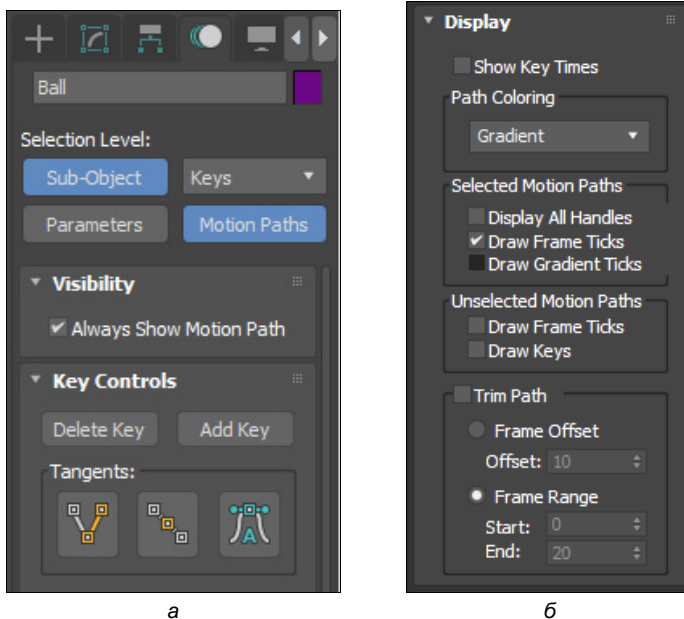 Ball
Selection Level:
Sub-Object Keys
Parameters Motion Paths
Visibility
Always Show Motion Path
Key Controls
Delete Key Add Key
Tangents:
A
а
Display
Show Key Times
Path Coloring
Gradient
Selected Motion Paths
Display All Handles
Draw Frame Ticks
Draw Gradient Ticks
Unselected Motion Paths
Draw Frame Ticks
Draw Keys
Trim Path
Frame Offset
Offset: 10
Frame Range
Start: 0
End: 20
б